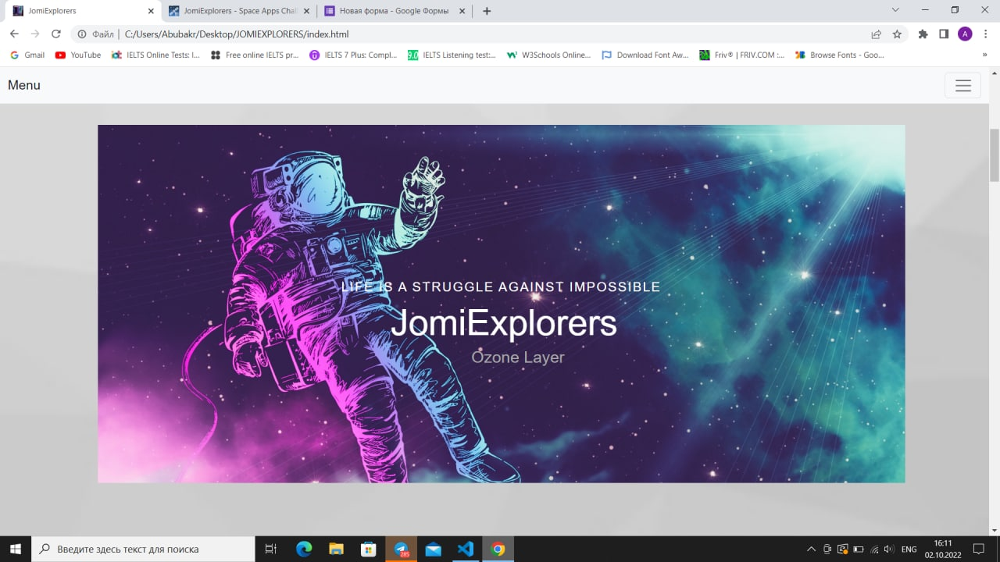 JomiExplorers
JomiExplorers - Space Apps Chal
Новая форма - Google Формы
Файл
C:/Users/Abubakr/Desktop/JOMIEXPLORERS/index.html
A
Gmail
YouTube
IELTS Online Tests: I...
Free online IELTS pr...
IELTS 7 Plus: Compl...
9.0
IELTS Listening test:...
W3Schools Online...
Download Font Aw...
Friv® | FRIV.COM :...
Browse Fonts - Goo...
»
Menu
LIFE IS A STRUGGLE AGAINST IMPOSSIBLE
JomiExplorers
Ozone Layer
Введите здесь текст для поиска
285
ENG
16:11
02.10.2022